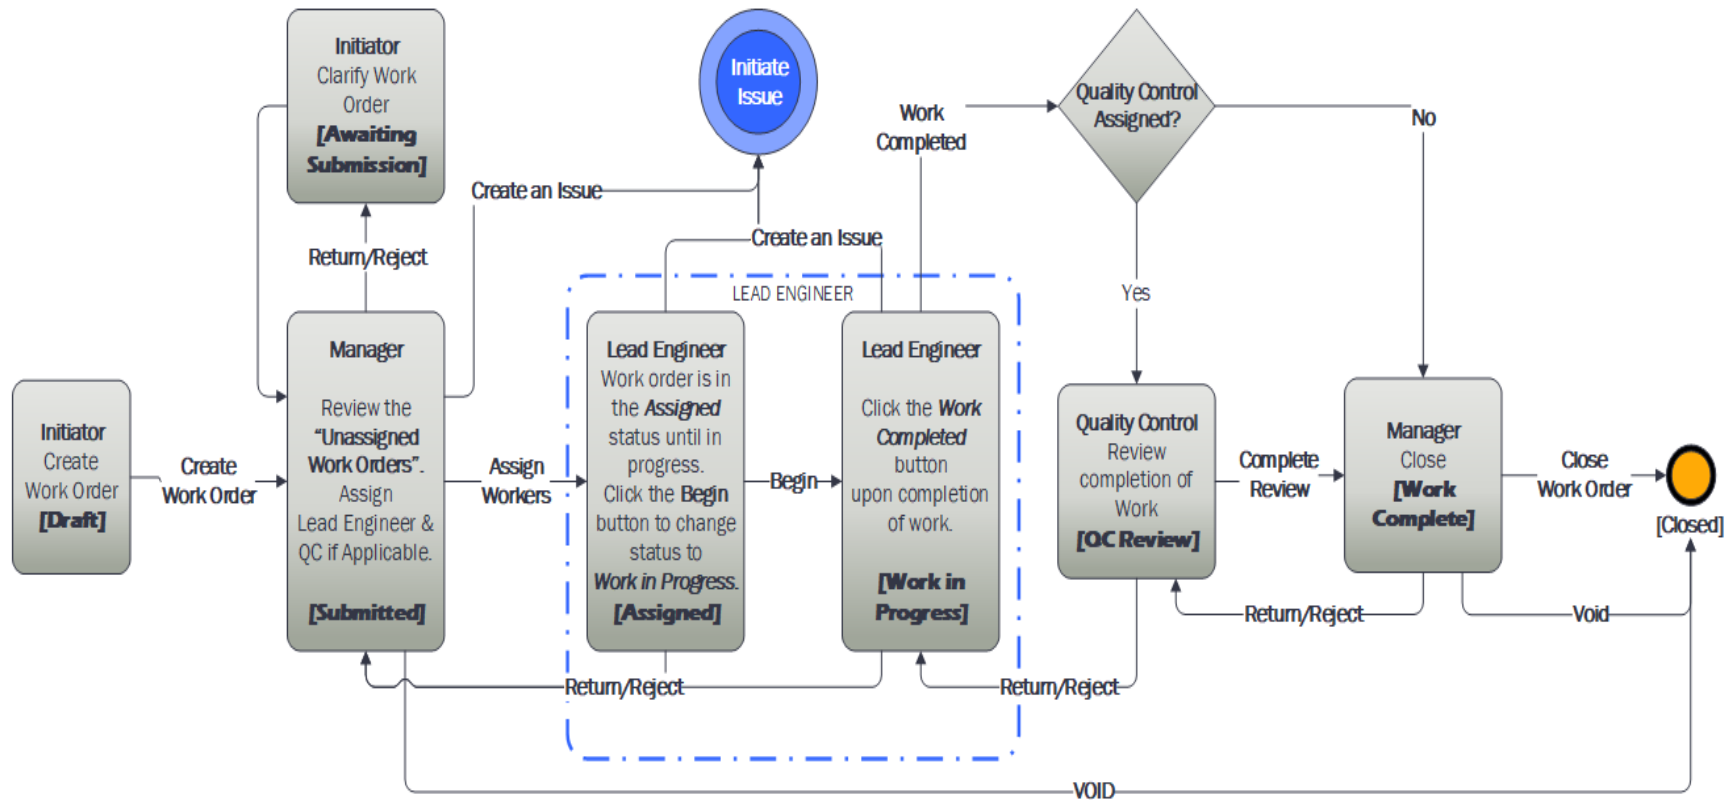 Initiator
Clarify Work
Order
[Awaiting
Submission]
Initiate
Issue
Work
Completed
Quality Control
Assigned?
No
Create an Issue
Return/Reject
Create an Issue
LEAD ENGINEER
Yes
Initiator
Create
Work Order
[Draft]
Create
Work Order
Manager
Review the
“Unassigned
Work Orders”.
Assign
Lead Engineer &
QC if Applicable.
[Submitted]
Assign
Workers
Lead Engineer
Work order is in
the Assigned
status until in
progress.
Click the Begin
button to change
status to
Work in Progress.
[Assigned]
Begin
Lead Engineer
Click the Work
Completed
button
upon completion
of work.
[Work in
Progress]
Quality Control
Review
completion of
Work
[QC Review]
Complete
Review
Manager
Close
[Work
Complete]
Close
Work Order
[Closed]
Return/Reject
Void
Return/Reject
Return/Reject
VOID